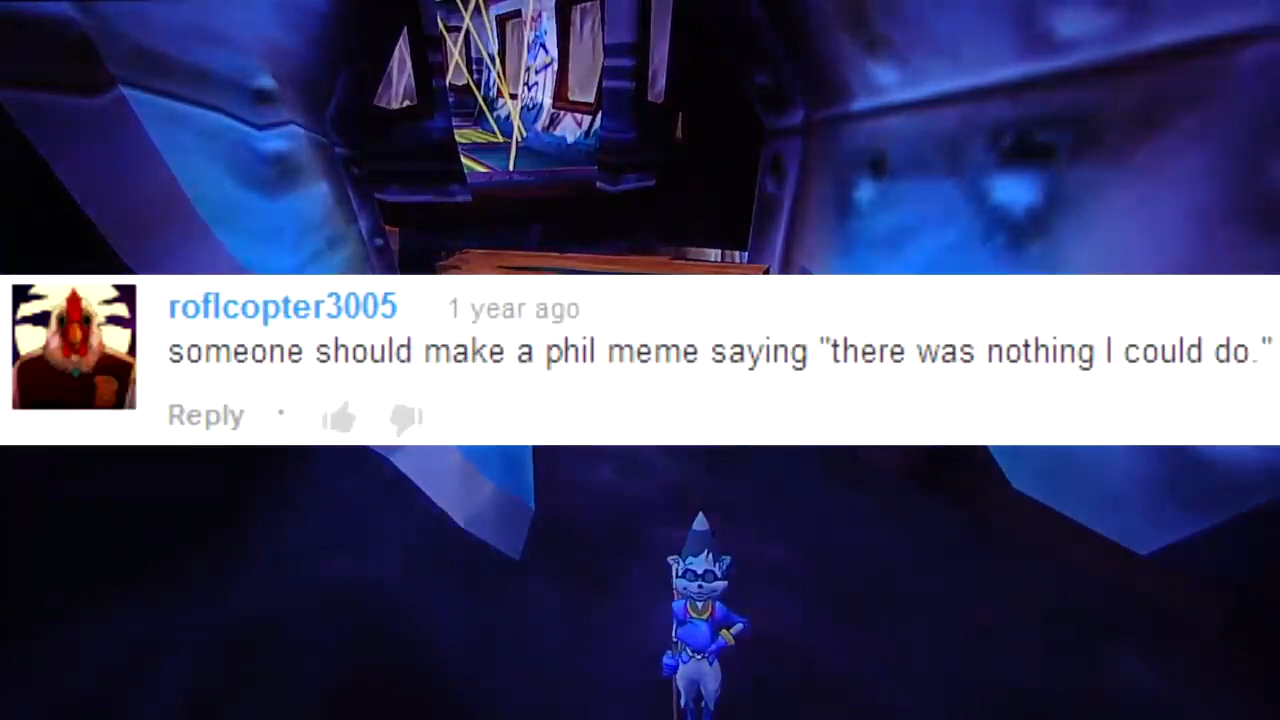 roflcopter3005 1 year ago
someone should make a phil meme saying "there was nothing I could do."
Reply •